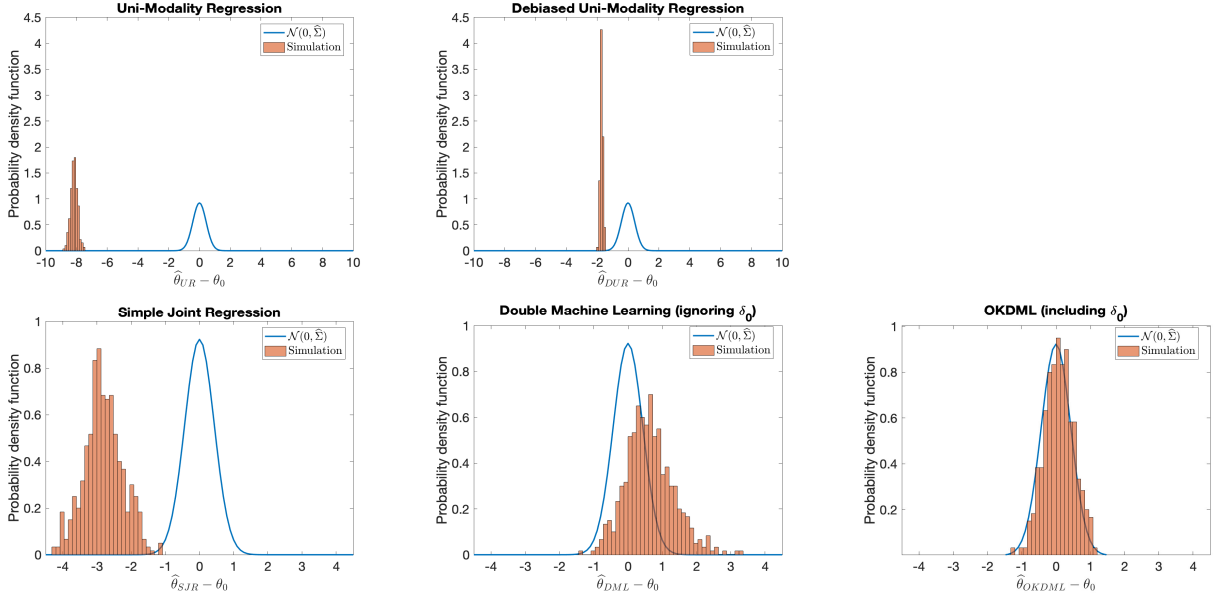 Uni-Modality Regression
4.5
4
3.5
3
2.5
2
1.5
1
0.5
0
Probability density function
𝒩(0, Σ̂)
Simulation
-10 -8 -6 -4 -2 0 2 4 6 8 10
θ̂_UR − θ₀
Debiased Uni-Modality Regression
4.5
4
3.5
3
2.5
2
1.5
1
0.5
0
Probability density function
𝒩(0, Σ̂)
Simulation
-10 -8 -6 -4 -2 0 2 4 6 8 10
θ̂_DUR − θ₀
Simple Joint Regression
1
0.8
0.6
0.4
0.2
0
Probability density function
𝒩(0, Σ̂)
Simulation
-4 -3 -2 -1 0 1 2 3 4
θ̂_SJR − θ₀
Double Machine Learning (ignoring δ₀)
1
0.8
0.6
0.4
0.2
0
Probability density function
𝒩(0, Σ̂)
Simulation
-4 -3 -2 -1 0 1 2 3 4
θ̂_DML − θ₀
OKDML (including δ₀)
1
0.8
0.6
0.4
0.2
Probability density function
𝒩(0, Σ̂)
Simulation
-4 -3 -2 -1 0 1 2 3 4
θ̂_OKDML − θ₀